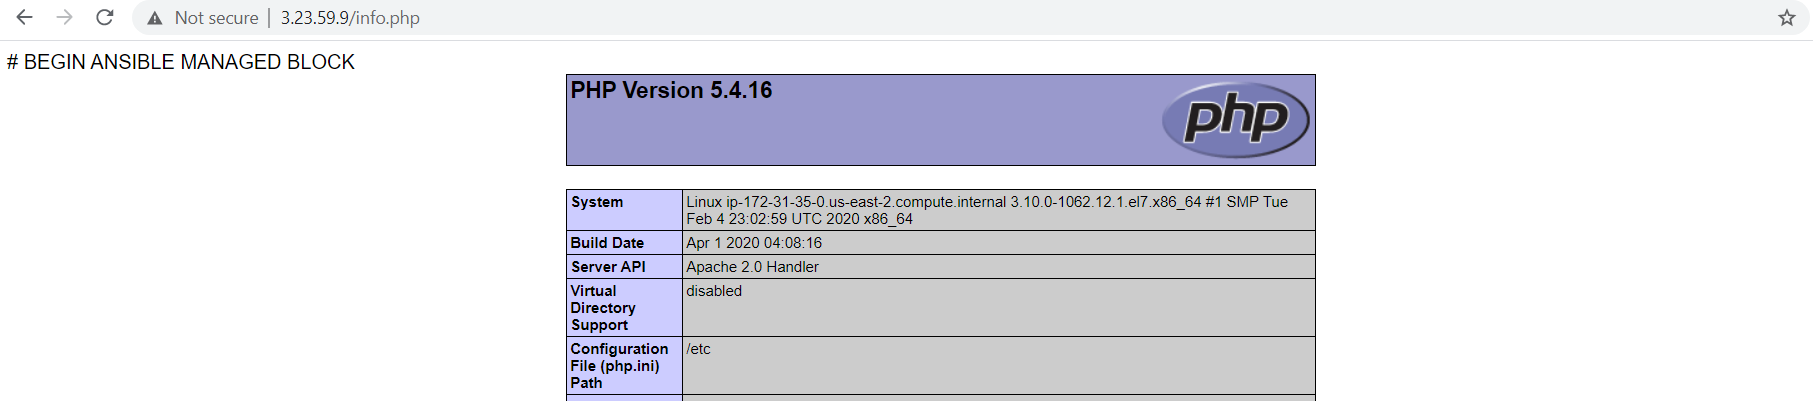 Not secure | 3.23.59.9/info.php
# BEGIN ANSIBLE MANAGED BLOCK
PHP Version 5.4.16
php
System
Linux ip-172-31-35-0.us-east-2.compute.internal 3.10.0-1062.12.1.el7.x86_64 #1 SMP Tue
Feb 4 23:02:59 UTC 2020 x86_64
Build Date
Apr 1 2020 04:08:16
Server API
Apache 2.0 Handler
Virtual
Directory
Support
disabled
Configuration
File (php.ini)
Path
/etc